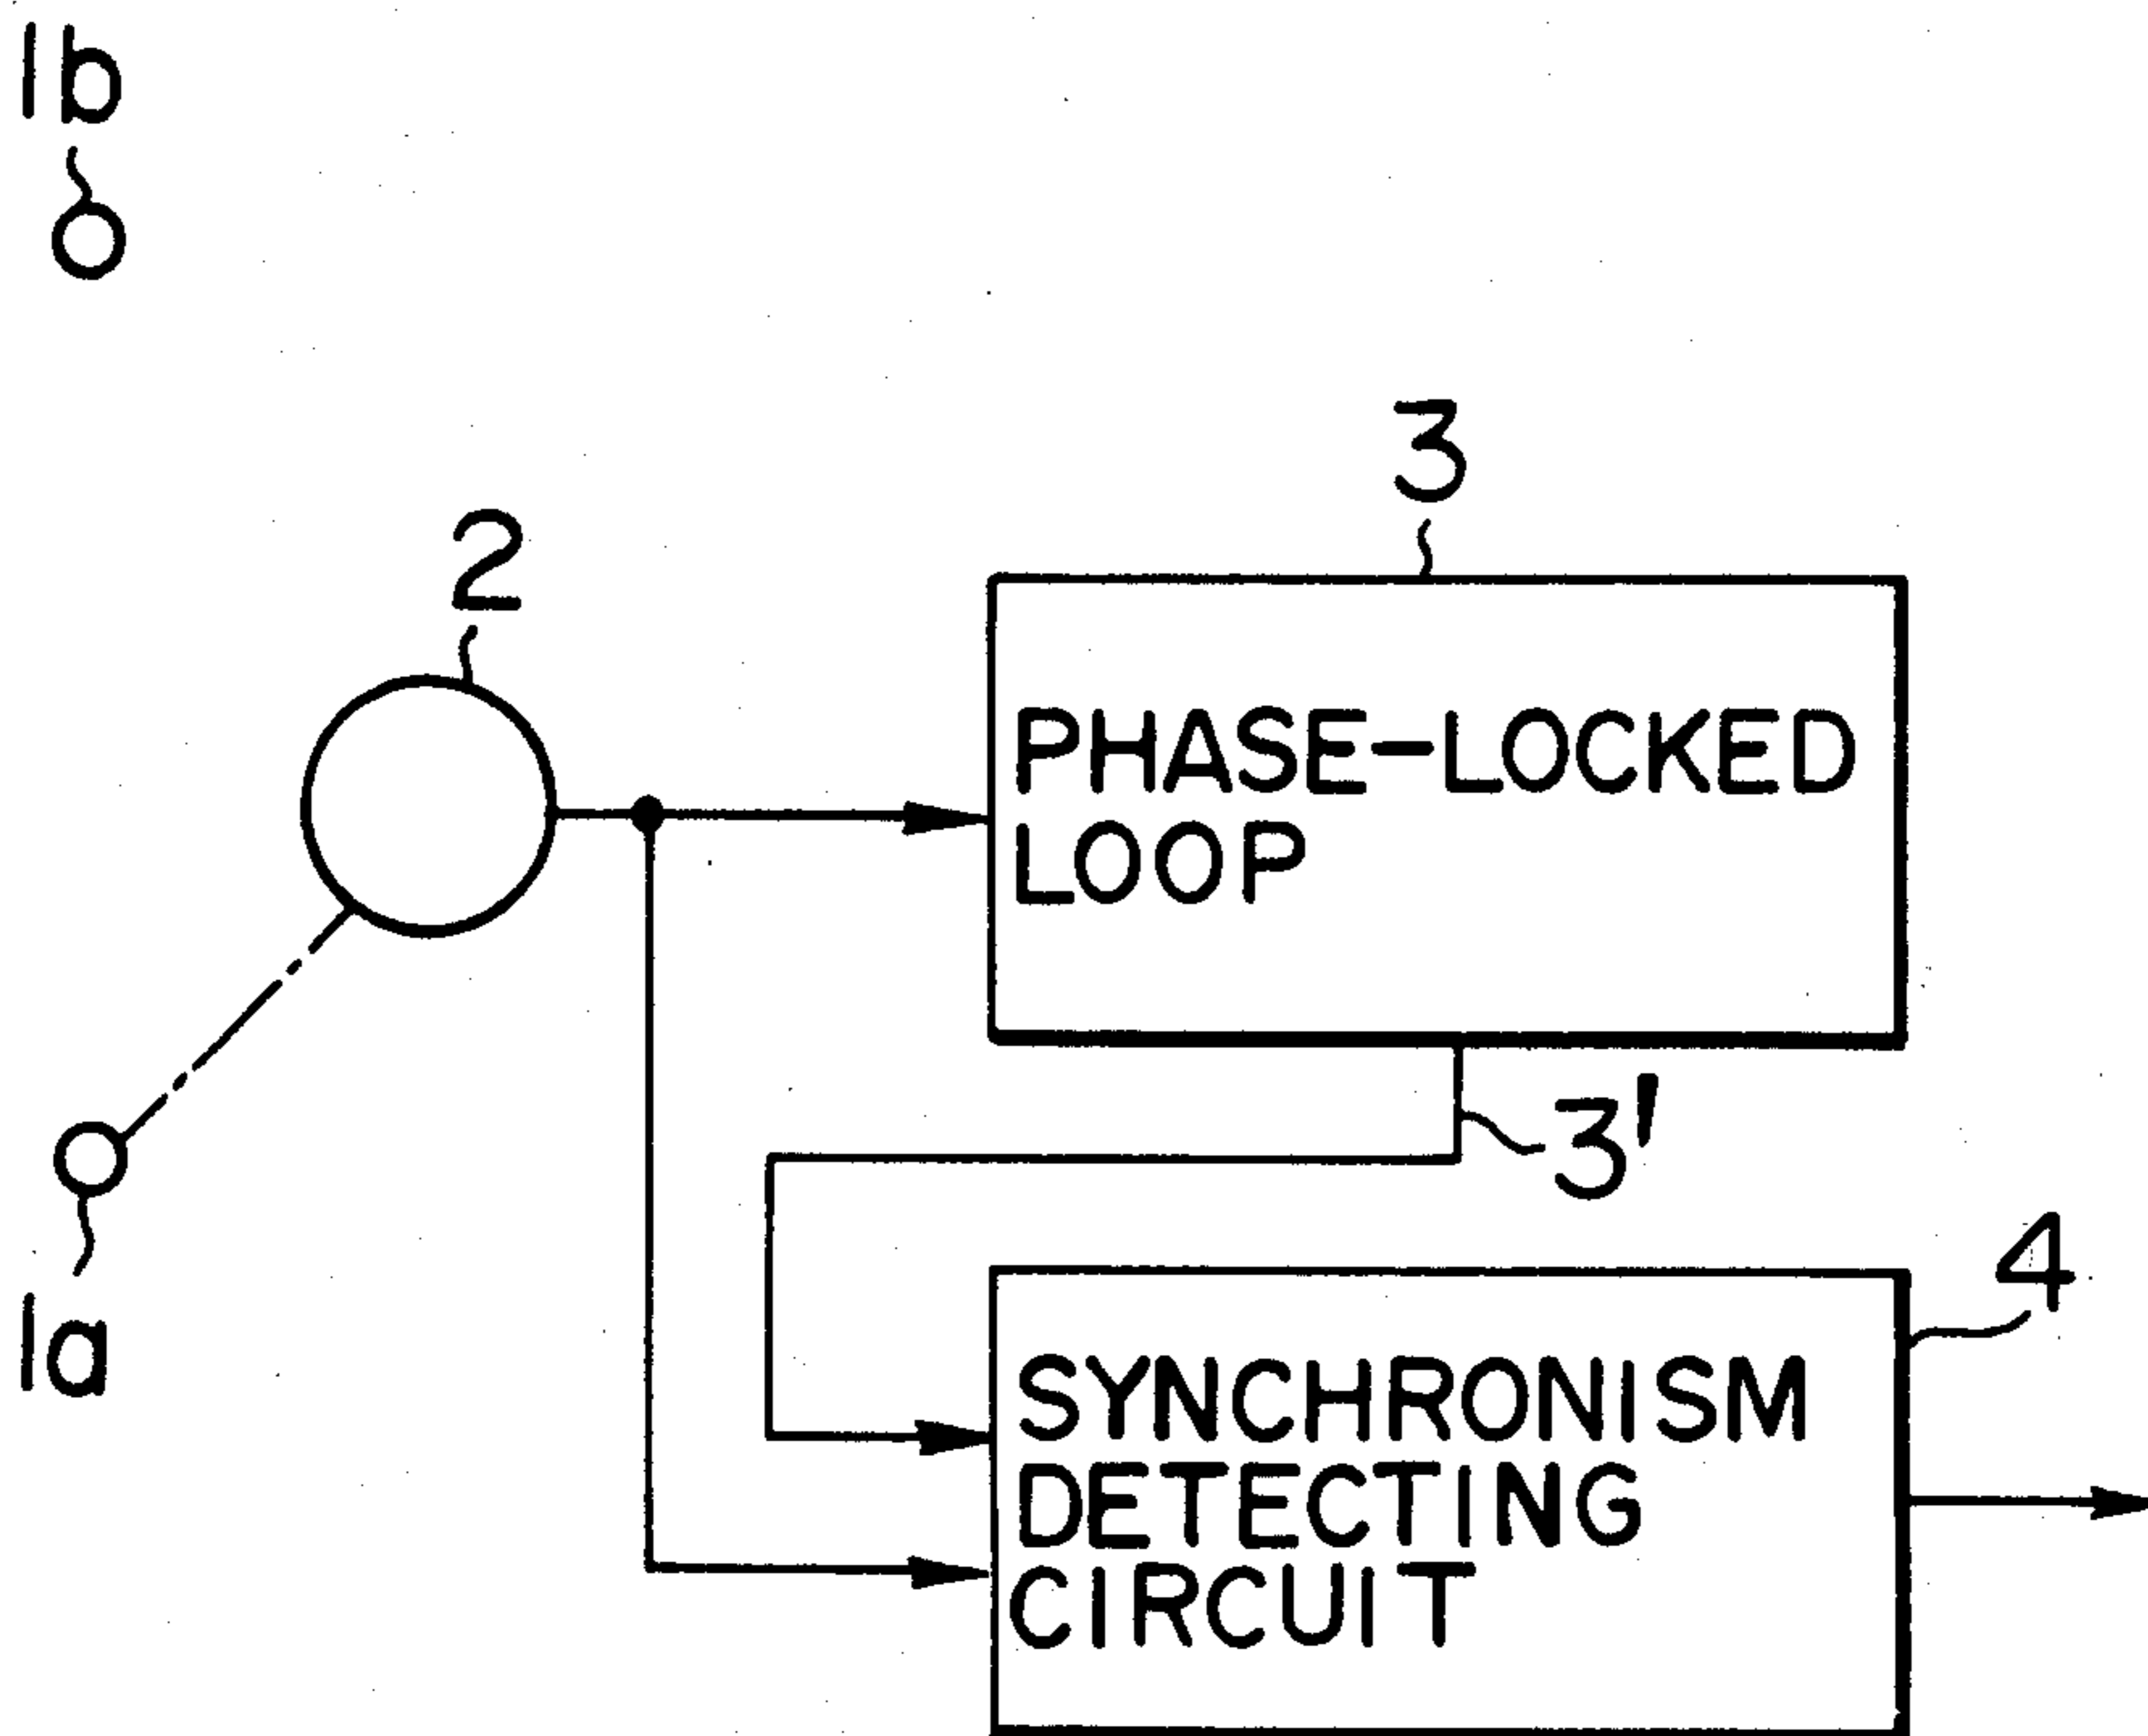 1b
3
2
PHASE-LOCKED
LOOP
3'
4
1a
SYNCHRONISM
DETECTING
CIRCUIT